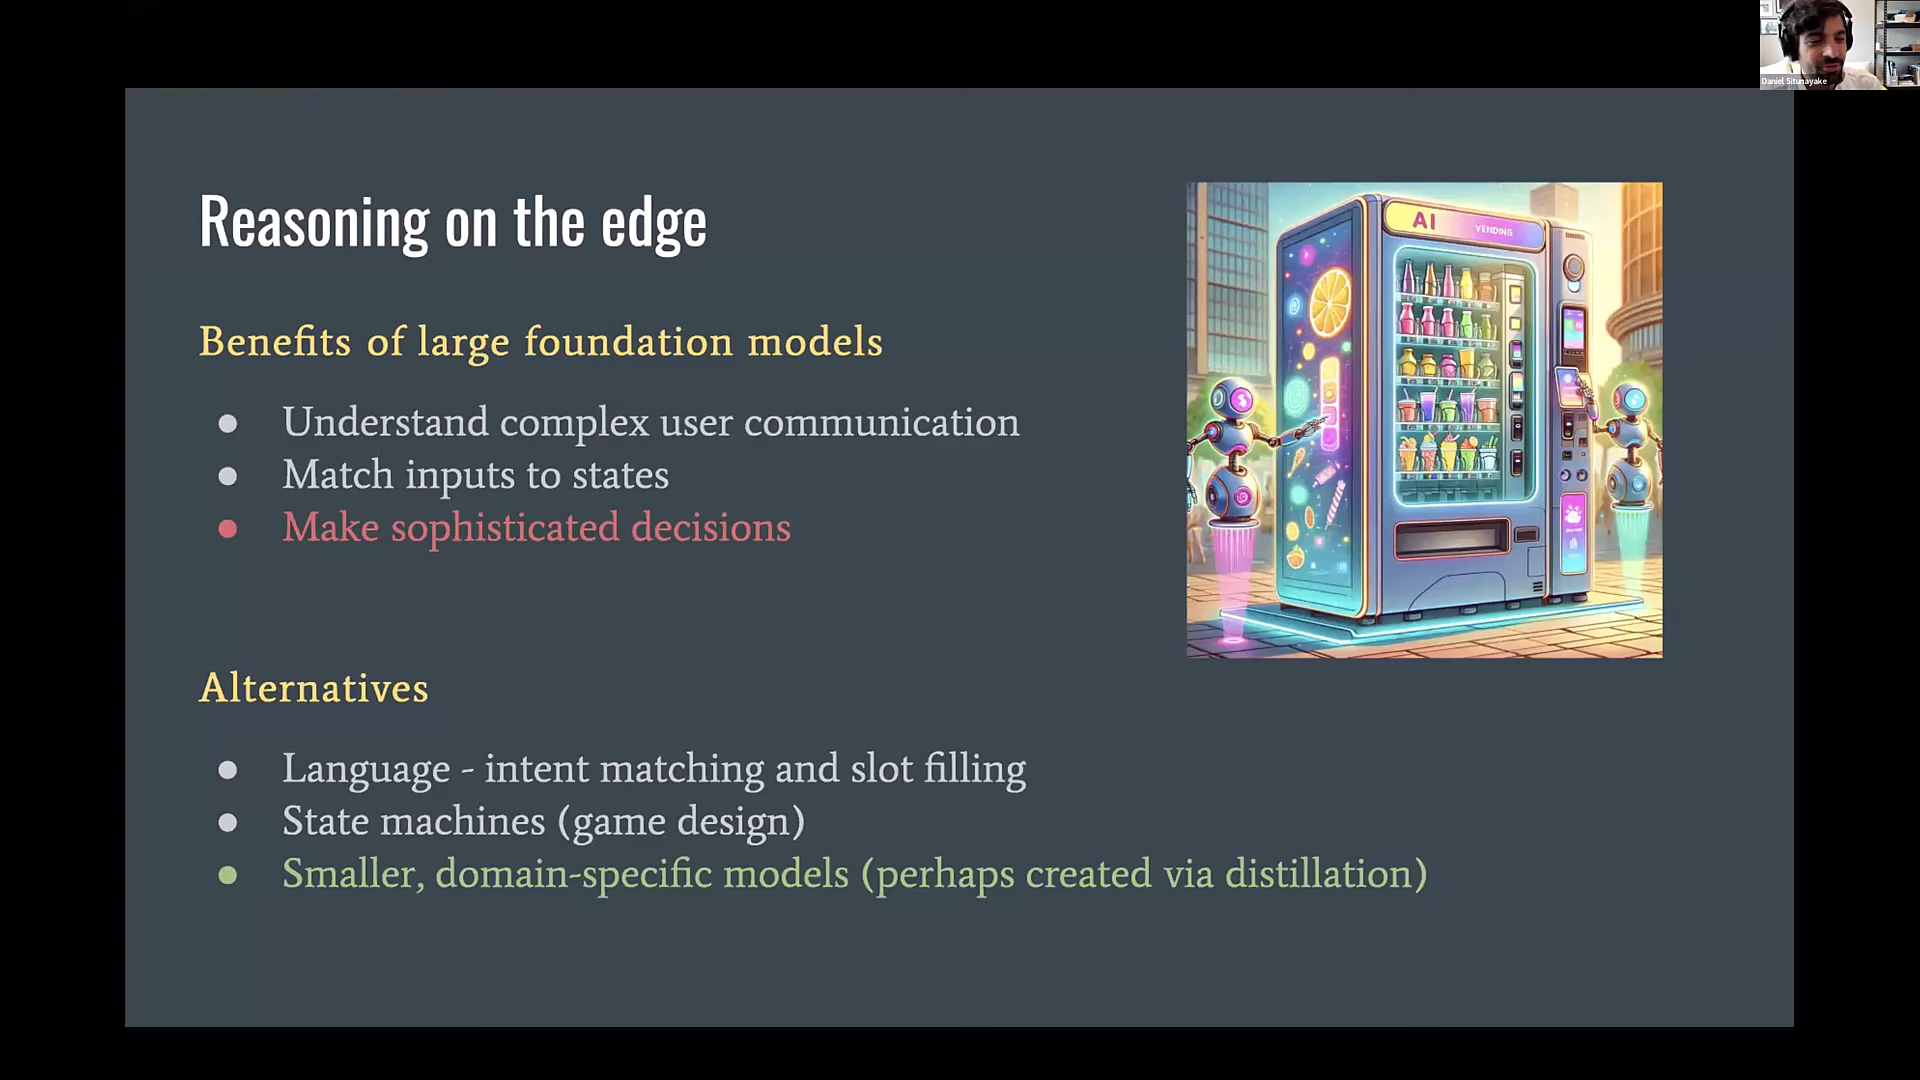 Daniel Situnayake
Reasoning on the edge
Benefits of large foundation models
● Understand complex user communication
● Match inputs to states
● Make sophisticated decisions
AI VENDING
Alternatives
● Language - intent matching and slot filling
● State machines (game design)
● Smaller, domain-specific models (perhaps created via distillation)